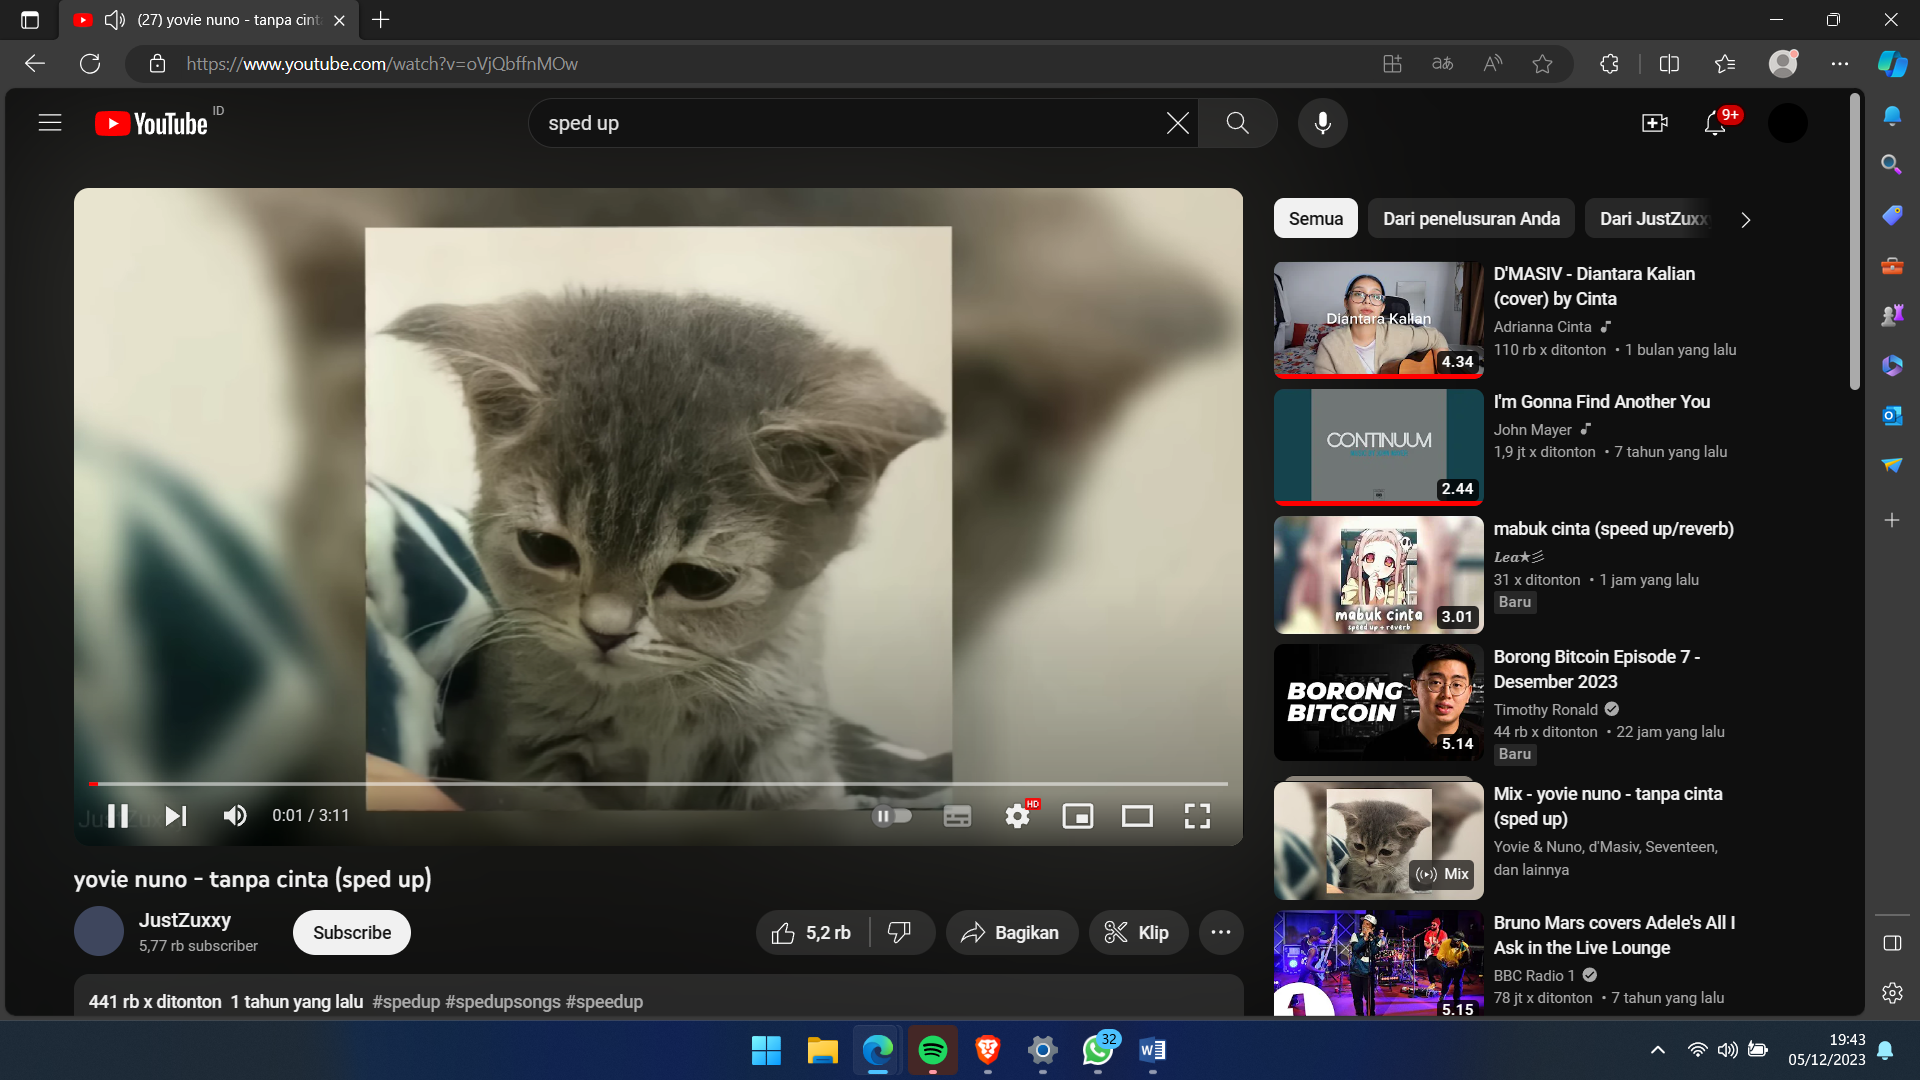 (27) yovie nuno - tanpa cint
https://www.youtube.com/watch?v=oVjQbffnMOw
YouTube ID
sped up
9+
Semua
Dari penelusuran Anda
Dari JustZuxx
D'MASIV - Diantara Kalian
(cover) by Cinta
Adrianna Cinta
110 rb x ditonton • 1 bulan yang lalu
Diantara Kalian
4.34
I'm Gonna Find Another You
John Mayer
1,9 jt x ditonton • 7 tahun yang lalu
CONTINUUM
2.44
mabuk cinta (speed up/reverb)
Lea★彡
31 x ditonton • 1 jam yang lalu
Baru
mabuk cinta
speed up + reverb
3.01
Borong Bitcoin Episode 7 -
Desember 2023
Timothy Ronald
44 rb x ditonton • 22 jam yang lalu
Baru
BORONG
BITCOIN
5.14
Mix - yovie nuno - tanpa cinta
(sped up)
Yovie & Nuno, d'Masiv, Seventeen,
dan lainnya
Mix
Bruno Mars covers Adele's All I
Ask in the Live Lounge
BBC Radio 1
78 jt x ditonton • 7 tahun yang lalu
1
5.15
0:01 / 3:11
HD
yovie nuno - tanpa cinta (sped up)
JustZuxxy
5,77 rb subscriber
Subscribe
5,2 rb
Bagikan
Klip
441 rb x ditonton 1 tahun yang lalu #spedup #spedupsongs #speedup
32
19:43
05/12/2023